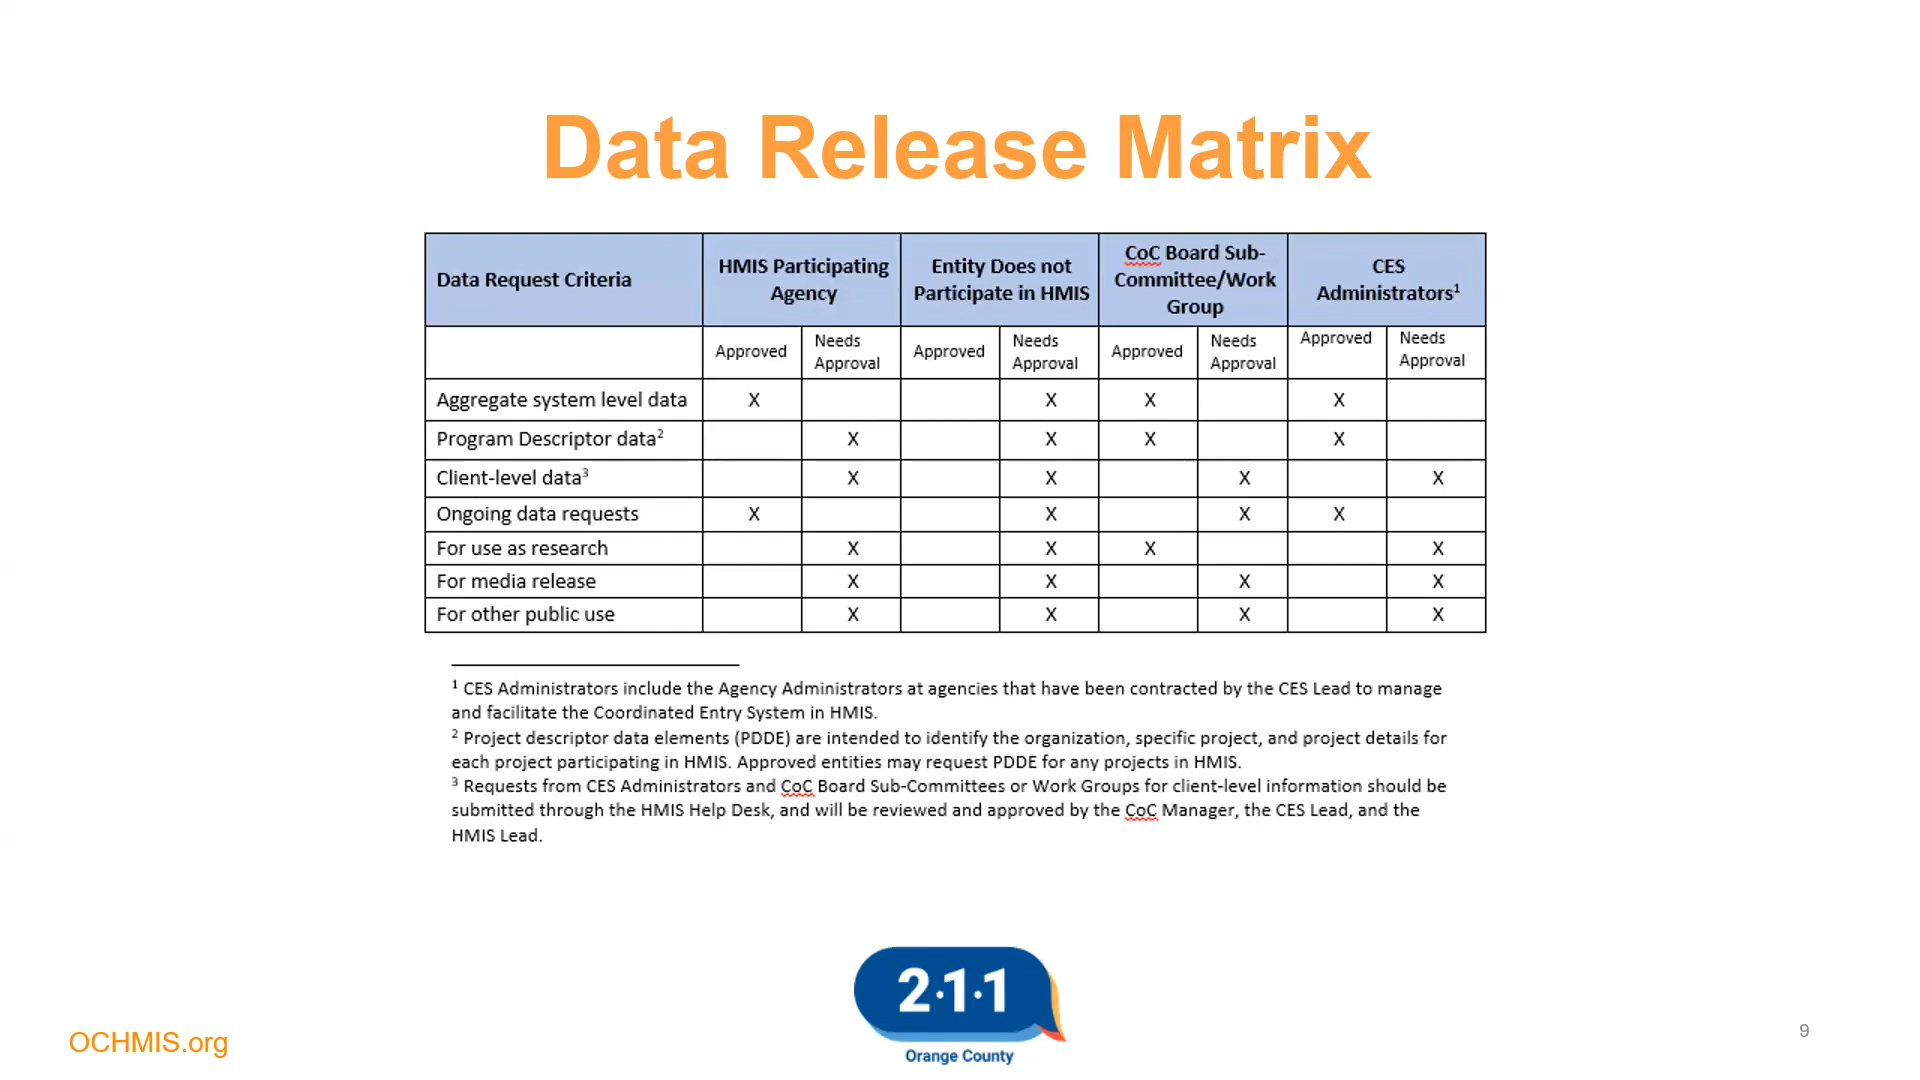 Data Release Matrix
Data Request Criteria
HMIS Participating
Agency
Entity Does not
Participate in HMIS
CoC Board Sub-
Committee/Work
Group
CES
Administrators¹
Approved
Needs
Approval
Approved
Needs
Approval
Approved
Needs
Approval
Approved
Needs
Approval
Aggregate system level data X X X X
Program Descriptor data² X X X X
Client-level data³ X X X X
Ongoing data requests X X X X
For use as research X X X X
For media release X X X X
For other public use X X X X
¹ CES Administrators include the Agency Administrators at agencies that have been contracted by the CES Lead to manage
and facilitate the Coordinated Entry System in HMIS.
² Project descriptor data elements (PDDE) are intended to identify the organization, specific project, and project details for
each project participating in HMIS. Approved entities may request PDDE for any projects in HMIS.
³ Requests from CES Administrators and CoC Board Sub-Committees or Work Groups for client-level information should be
submitted through the HMIS Help Desk, and will be reviewed and approved by the CoC Manager, the CES Lead, and the
HMIS Lead.
2·1·1
Orange County
OCHMIS.org
9